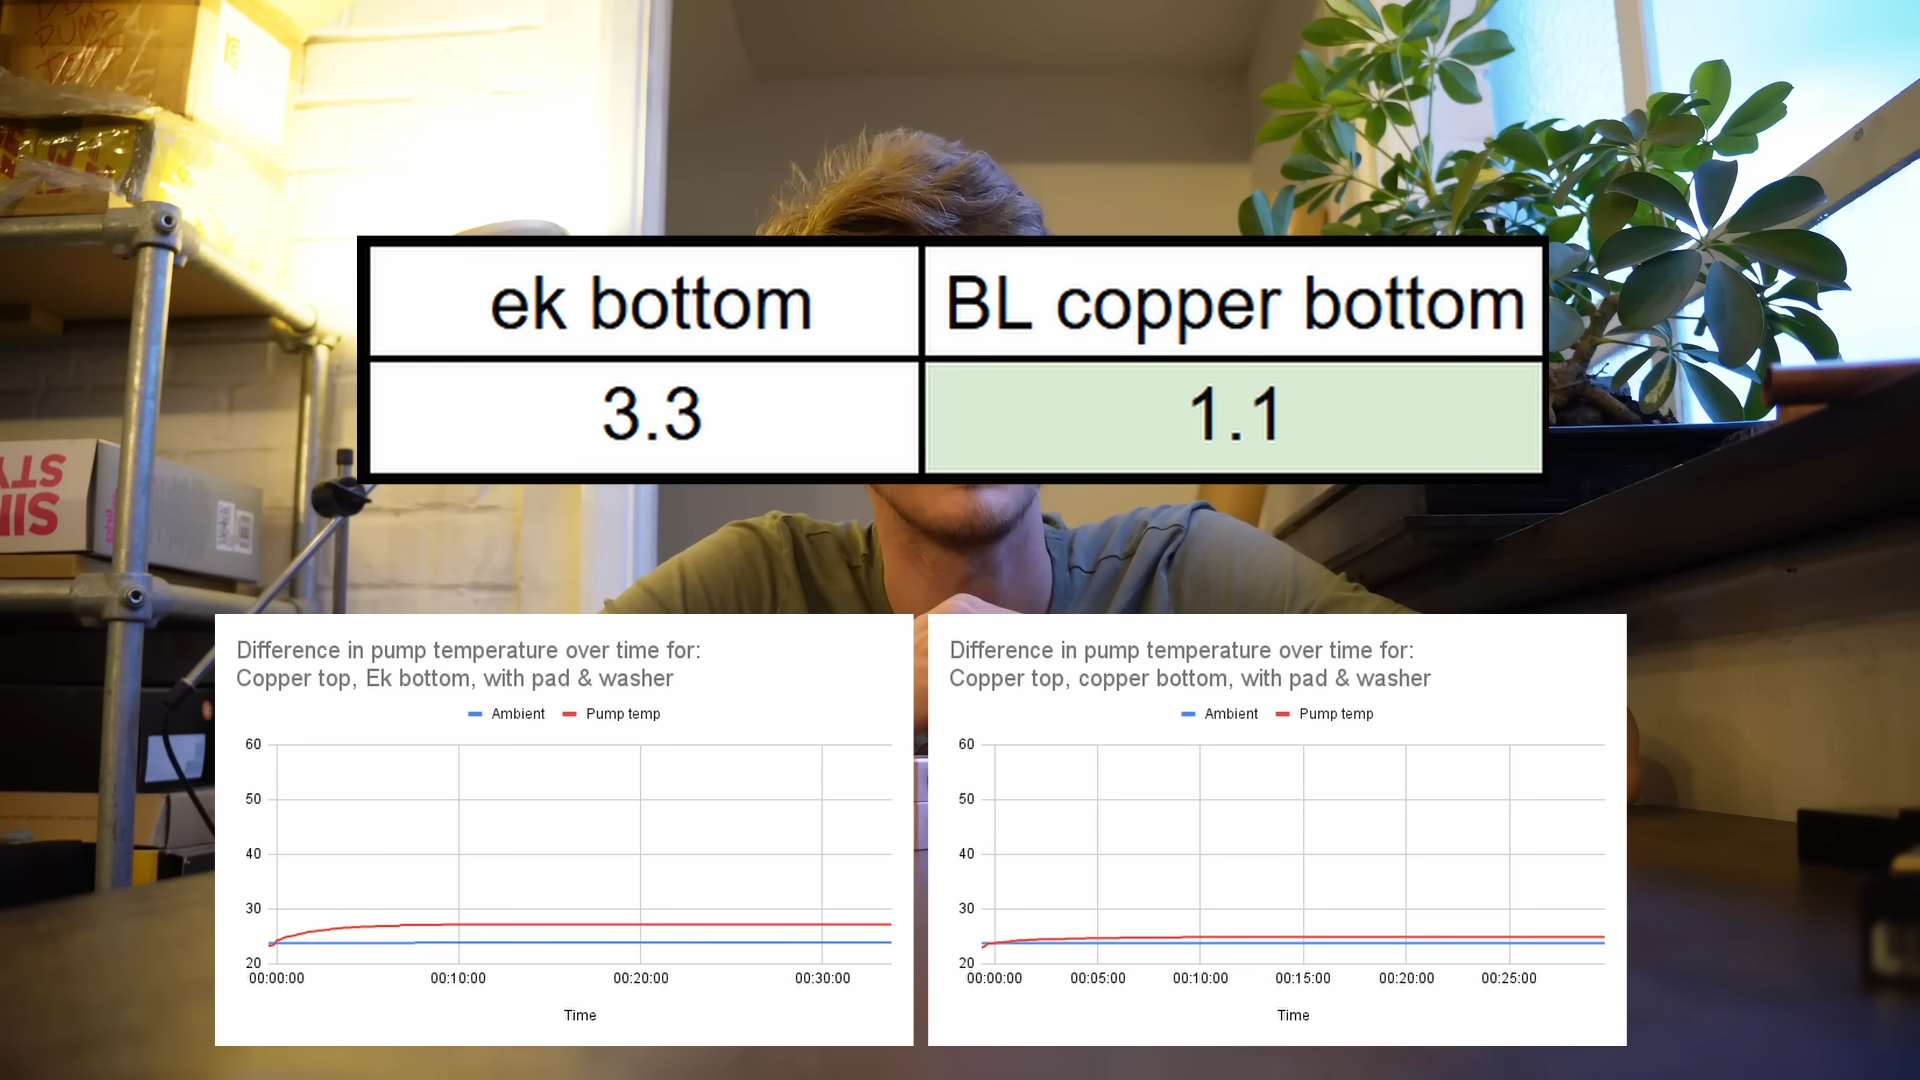 DDC
PUMP
ek bottom
BL copper bottom
3.3
1.1
Difference in pump temperature over time for:
Copper top, Ek bottom, with pad & washer
Ambient
Pump temp
60
50
40
30
20
00:00:00
00:10:00
00:20:00
00:30:00
Time
Difference in pump temperature over time for:
Copper top, copper bottom, with pad & washer
Ambient
Pump temp
60
50
40
30
20
00:00:00
00:05:00
00:10:00
00:15:00
00:20:00
00:25:00
Time